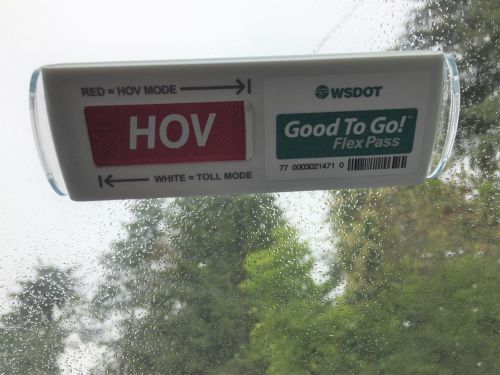 RED = HOV MODE
HOV
WHITE = TOLL MODE
WSDOT
Good To Go!
Flex Pass
77 0003021471 0